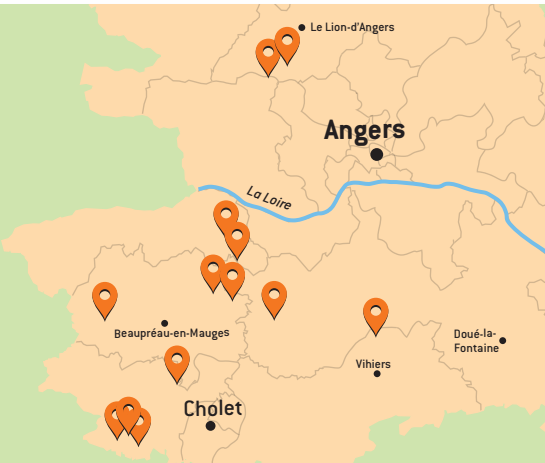 Le Lion-d'Angers
Angers
La Loire
Beaupréau-en-Mauges
Doué-la-
Fontaine
Vihiers
Cholet